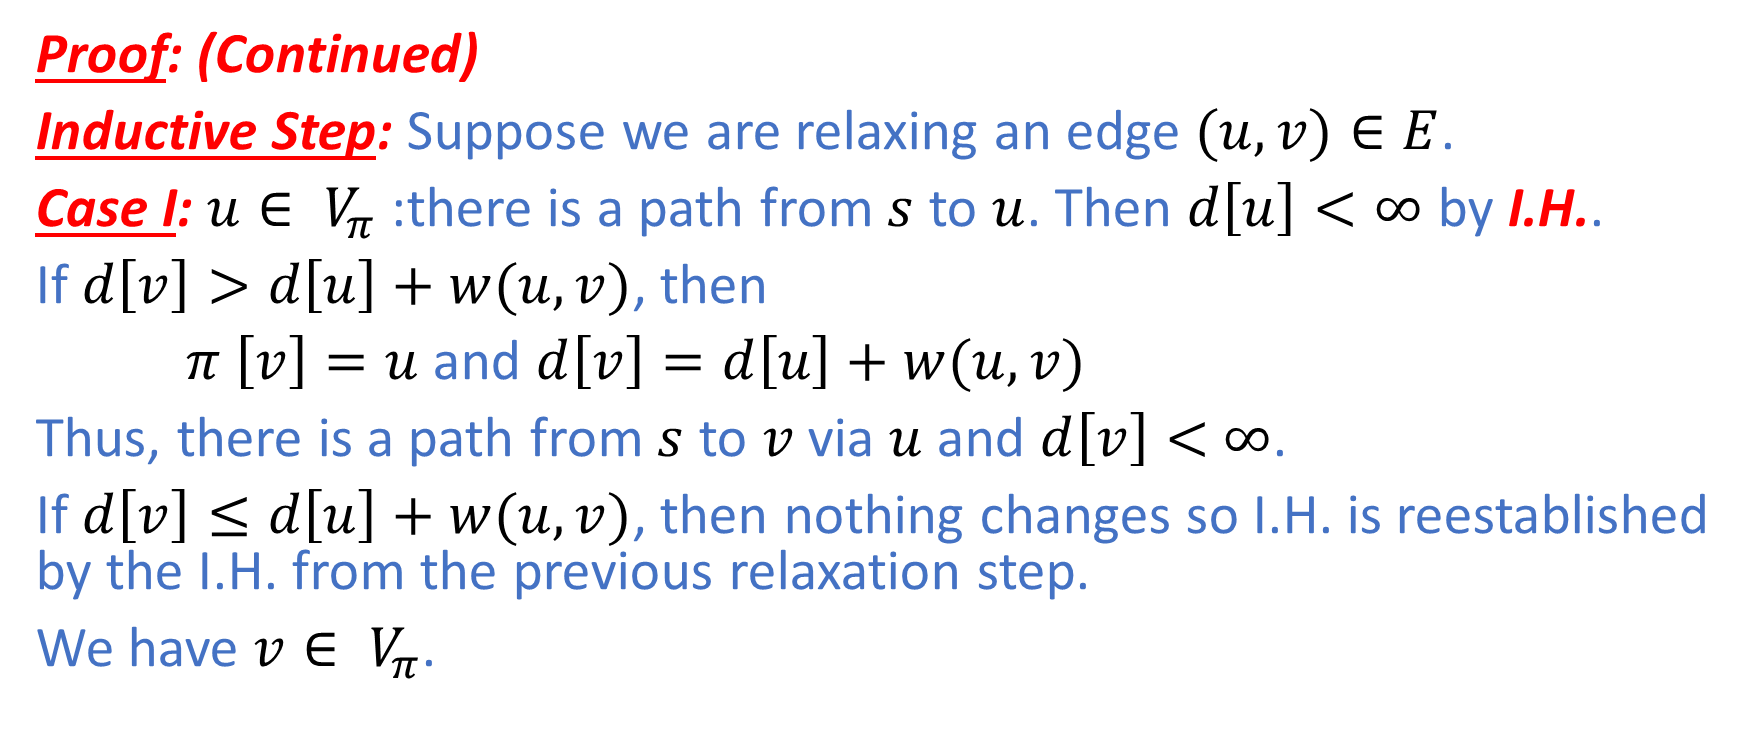 Proof: (Continued)
Inductive Step: Suppose we are relaxing an edge (u, v) ∈ E.
Case I: u ∈ V_π :there is a path from s to u. Then d[u] < ∞ by I.H..
If d[v] > d[u] + w(u, v), then
π [v] = u and d[v] = d[u] + w(u, v)
Thus, there is a path from s to v via u and d[v] < ∞.
If d[v] ≤ d[u] + w(u, v), then nothing changes so I.H. is reestablished
by the I.H. from the previous relaxation step.
We have v ∈ V_π.